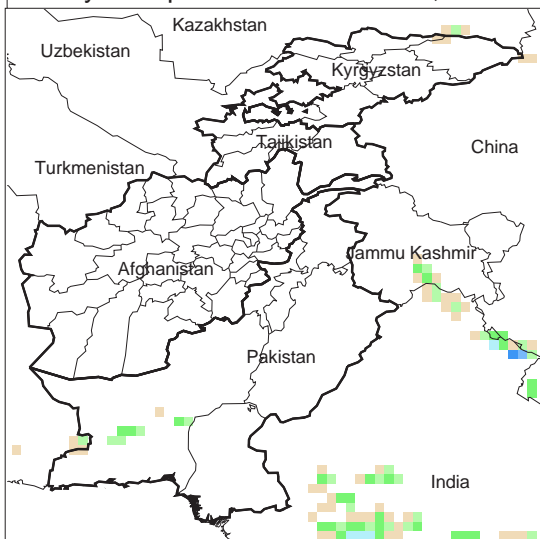 Kazakhstan
Uzbekistan
Kyrgyzstan
Tajikistan
China
Turkmenistan
Jammu Kashmir
Afghanistan
Pakistan
India